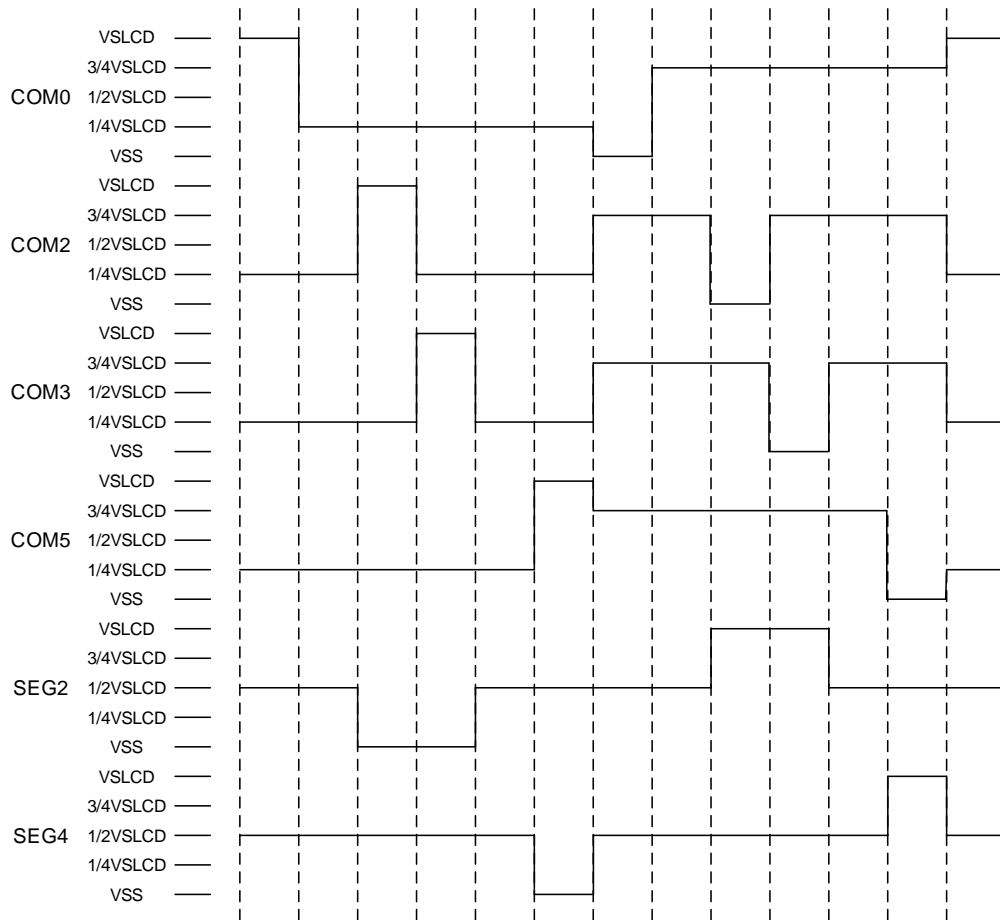 VSLCD
3/4VSLCD
COM0 1/2VSLCD
1/4VSLCD
VSS
VSLCD
3/4VSLCD
COM2 1/2VSLCD
1/4VSLCD
VSS
VSLCD
3/4VSLCD
COM3 1/2VSLCD
1/4VSLCD
VSS
VSLCD
3/4VSLCD
COM5 1/2VSLCD
1/4VSLCD
VSS
VSLCD
3/4VSLCD
SEG2 1/2VSLCD
1/4VSLCD
VSS
VSLCD
3/4VSLCD
SEG4 1/2VSLCD
1/4VSLCD
VSS